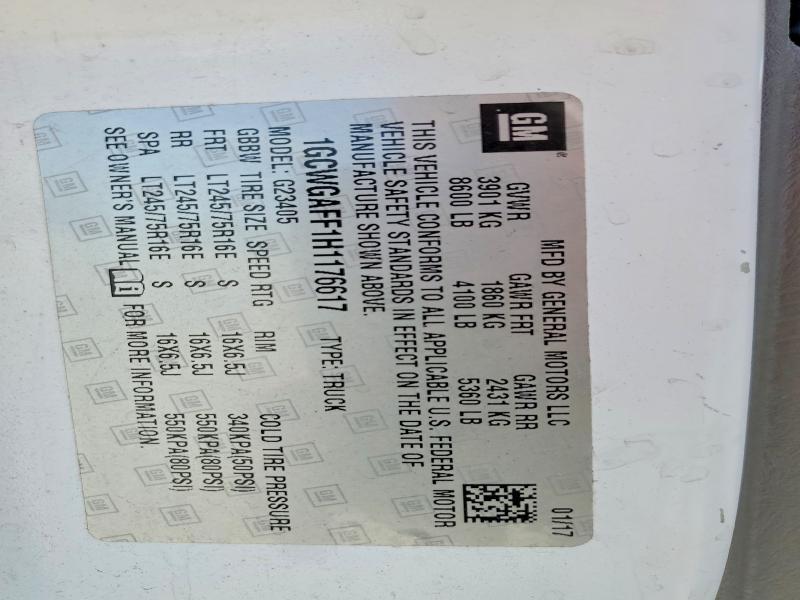 GM ®
MFD BY GENERAL MOTORS LLC 01/17
GVWR GAWR FRT GAWR RR
3901 KG 1860 KG 2431 KG
8600 LB 4100 LB 5360 LB
THIS VEHICLE CONFORMS TO ALL APPLICABLE U.S. FEDERAL MOTOR
VEHICLE SAFETY STANDARDS IN EFFECT ON THE DATE OF
MANUFACTURE SHOWN ABOVE.
1GCWGAFF1H1176617 TYPE: TRUCK
MODEL: G23405
GBBW TIRE SIZE SPEED RTG RIM COLD TIRE PRESSURE
FRT LT245/75R16E S 16X6.5J 340KPA(50PSI)
RR LT245/75R16E S 16X6.5J 550KPA(80PSI)
SPA LT245/75R16E S 16X6.5J 550KPA(80PSI)
SEE OWNER'S MANUAL FOR MORE INFORMATION.